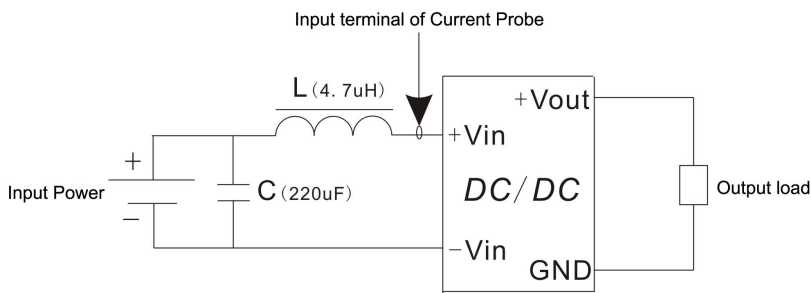 Input terminal of Current Probe
L (4. 7uH)
+Vout
+Vin
+
Input Power
C (220uF)
DC/DC
Output load
−
−Vin
GND